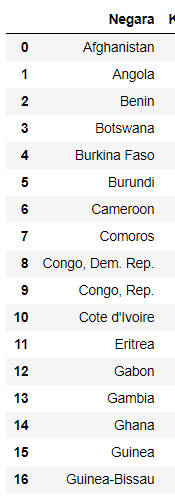 Negara K
0 Afghanistan
1 Angola
2 Benin
3 Botswana
4 Burkina Faso
5 Burundi
6 Cameroon
7 Comoros
8 Congo, Dem. Rep.
9 Congo, Rep.
10 Cote d'Ivoire
11 Eritrea
12 Gabon
13 Gambia
14 Ghana
15 Guinea
16 Guinea-Bissau